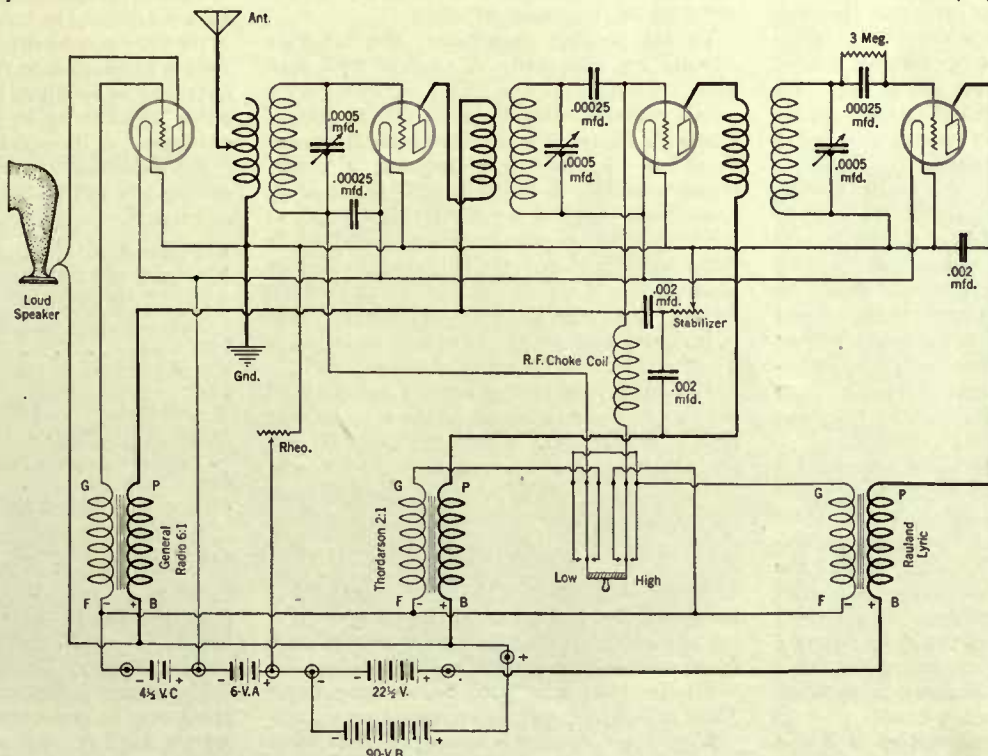 Ant.
3 Meg.
.0005
mfd.
.00025
mfd.
.00025
.0005
mfd.
.00025
mfd.
.0005
mfd.
Loud
Speaker
Gnd.
.002
mfd.
Stabilizer
.002
mfd.
R.F. Choke Coil
.002
mfd.
Rheo.
G
P
General
Radio 6:1
F
-
+
B
G
P
Thordarson 2:1
F
-
+
B
Low
High
G
P
Rauland
Lyric
F
-
+
B
+
-
4½ V.C
+
-
6-V.A
+
-
22½ V.
-
+
90-V.B